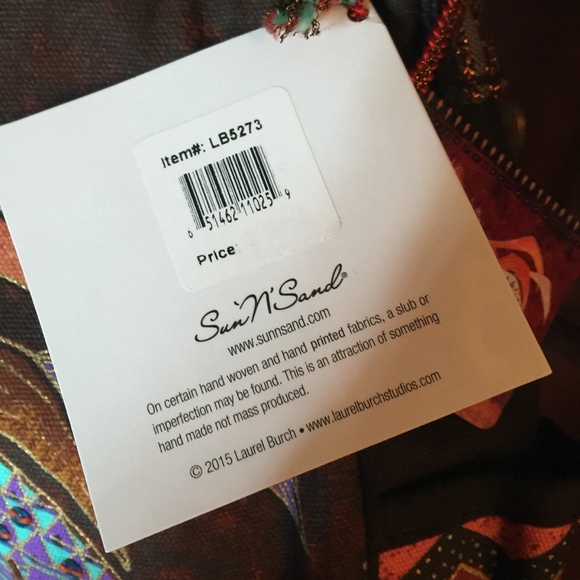 Item#: LB5273
6 51462 11025 9
Price
Sun 'N' Sand®
www.sunnsand.com
On certain hand woven and hand printed fabrics, a slub or
imperfection may be found. This is an attraction of something
hand made not mass produced.
© 2015 Laurel Burch • www.laurelburchstudios.com